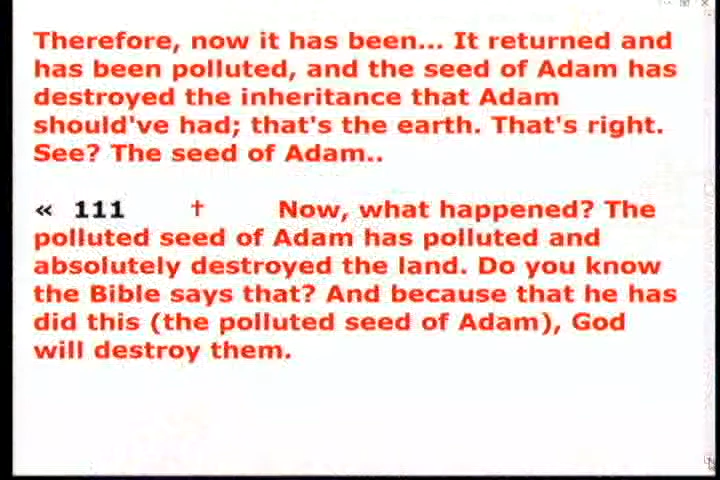 Therefore, now it has been... It returned and
has been polluted, and the seed of Adam has
destroyed the inheritance that Adam
should've had; that's the earth. That's right.
See? The seed of Adam..
« 111 † Now, what happened? The
polluted seed of Adam has polluted and
absolutely destroyed the land. Do you know
the Bible says that? And because that he has
did this (the polluted seed of Adam), God
will destroy them.